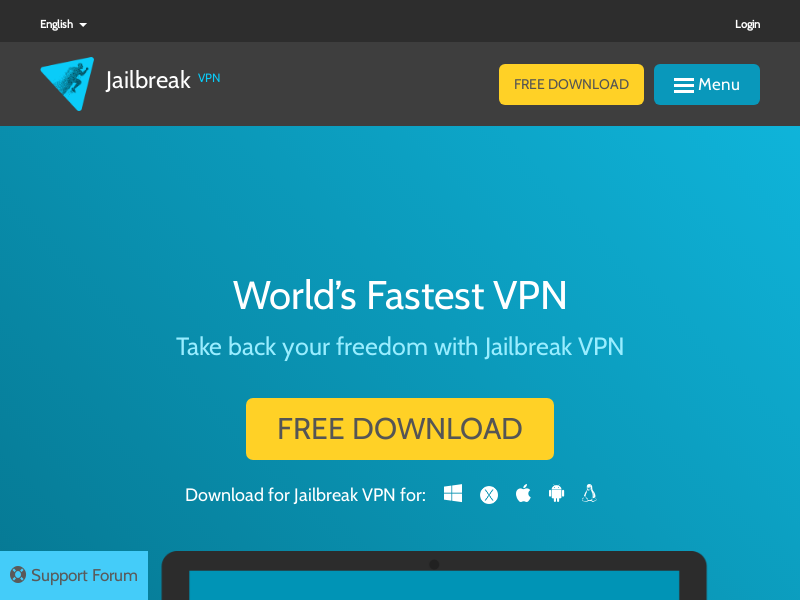 English
Login
Jailbreak VPN
FREE DOWNLOAD
Menu
World's Fastest VPN
Take back your freedom with Jailbreak VPN
FREE DOWNLOAD
Download for Jailbreak VPN for:
Support Forum